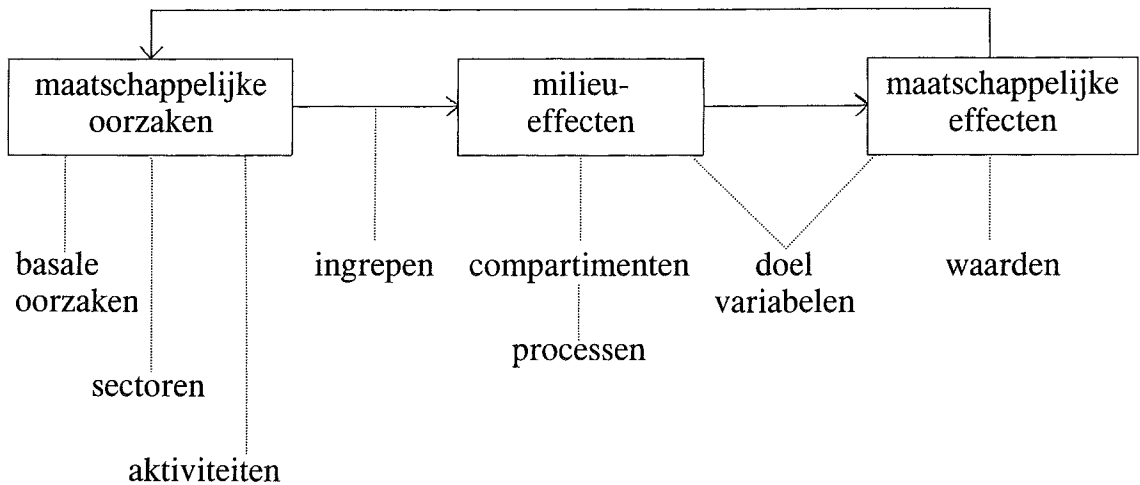 maatschappelijke
oorzaken
milieu-
effecten
maatschappelijke
effecten
basale
oorzaken
ingrepen
compartimenten
doel
variabelen
waarden
processen
sectoren
aktiviteiten